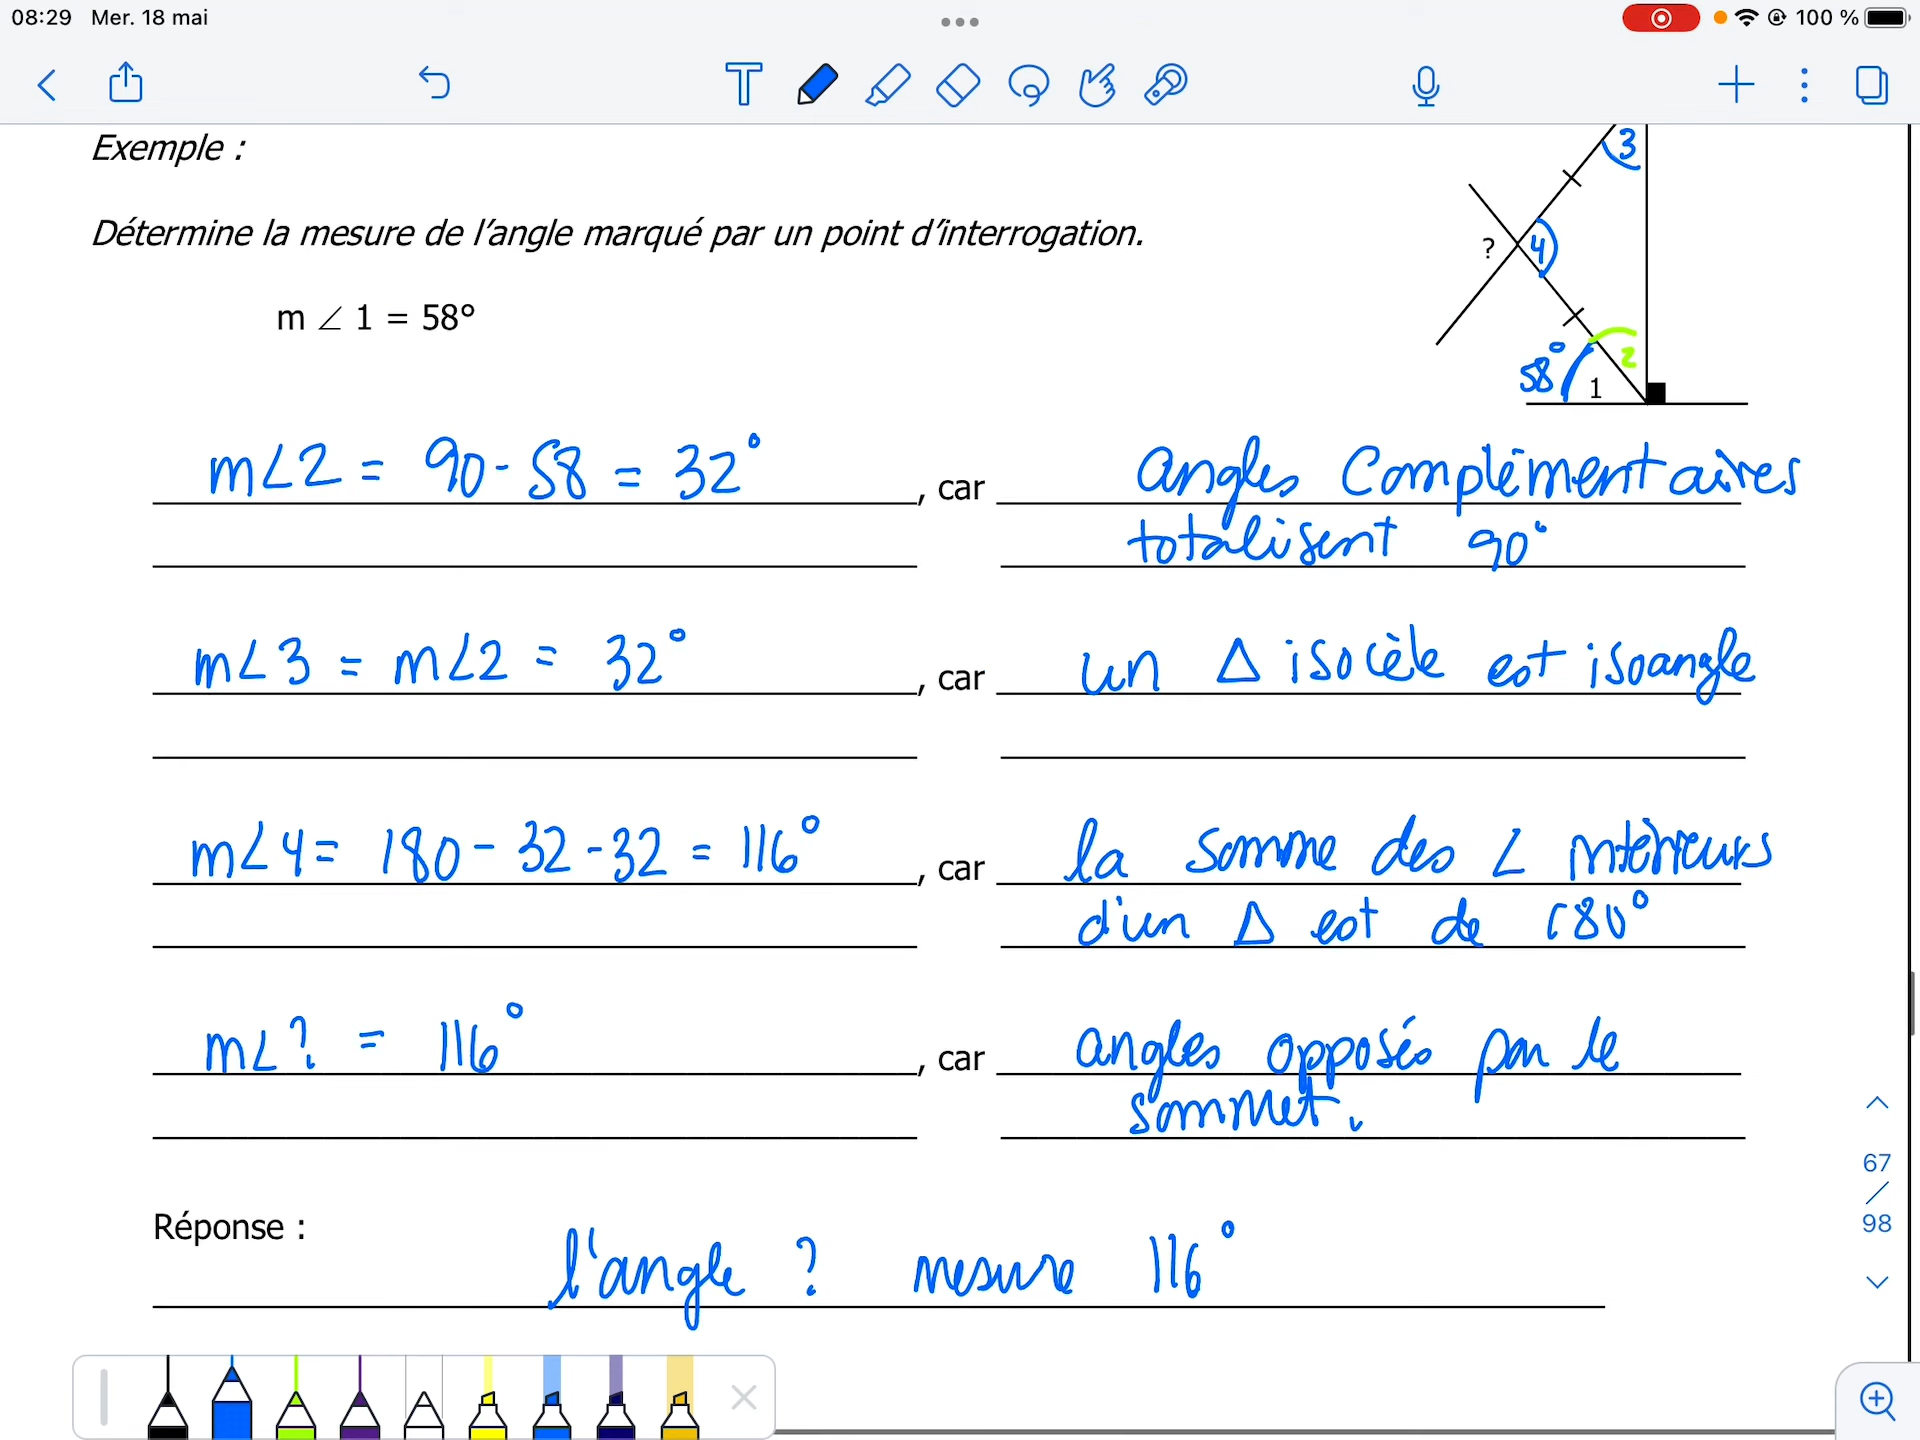 08:29 Mer. 18 mai
100 %
Exemple :
3
Détermine la mesure de l'angle marqué par un point d'interrogation.
? 4
m ∠ 1 = 58°
58° 1 2
m∠2 = 90 - 58 = 32° , car angles complémentaires
totalisent 90°
m∠3 = m∠2 = 32° , car un Δ isocèle est isoangle
m∠4 = 180 - 32 - 32 = 116° , car la somme des ∠ intérieurs
d'un Δ est de 180°
m∠? = 116° , car angles opposés par le
sommet.
67
/
98
Réponse :
l'angle ? mesure 116°